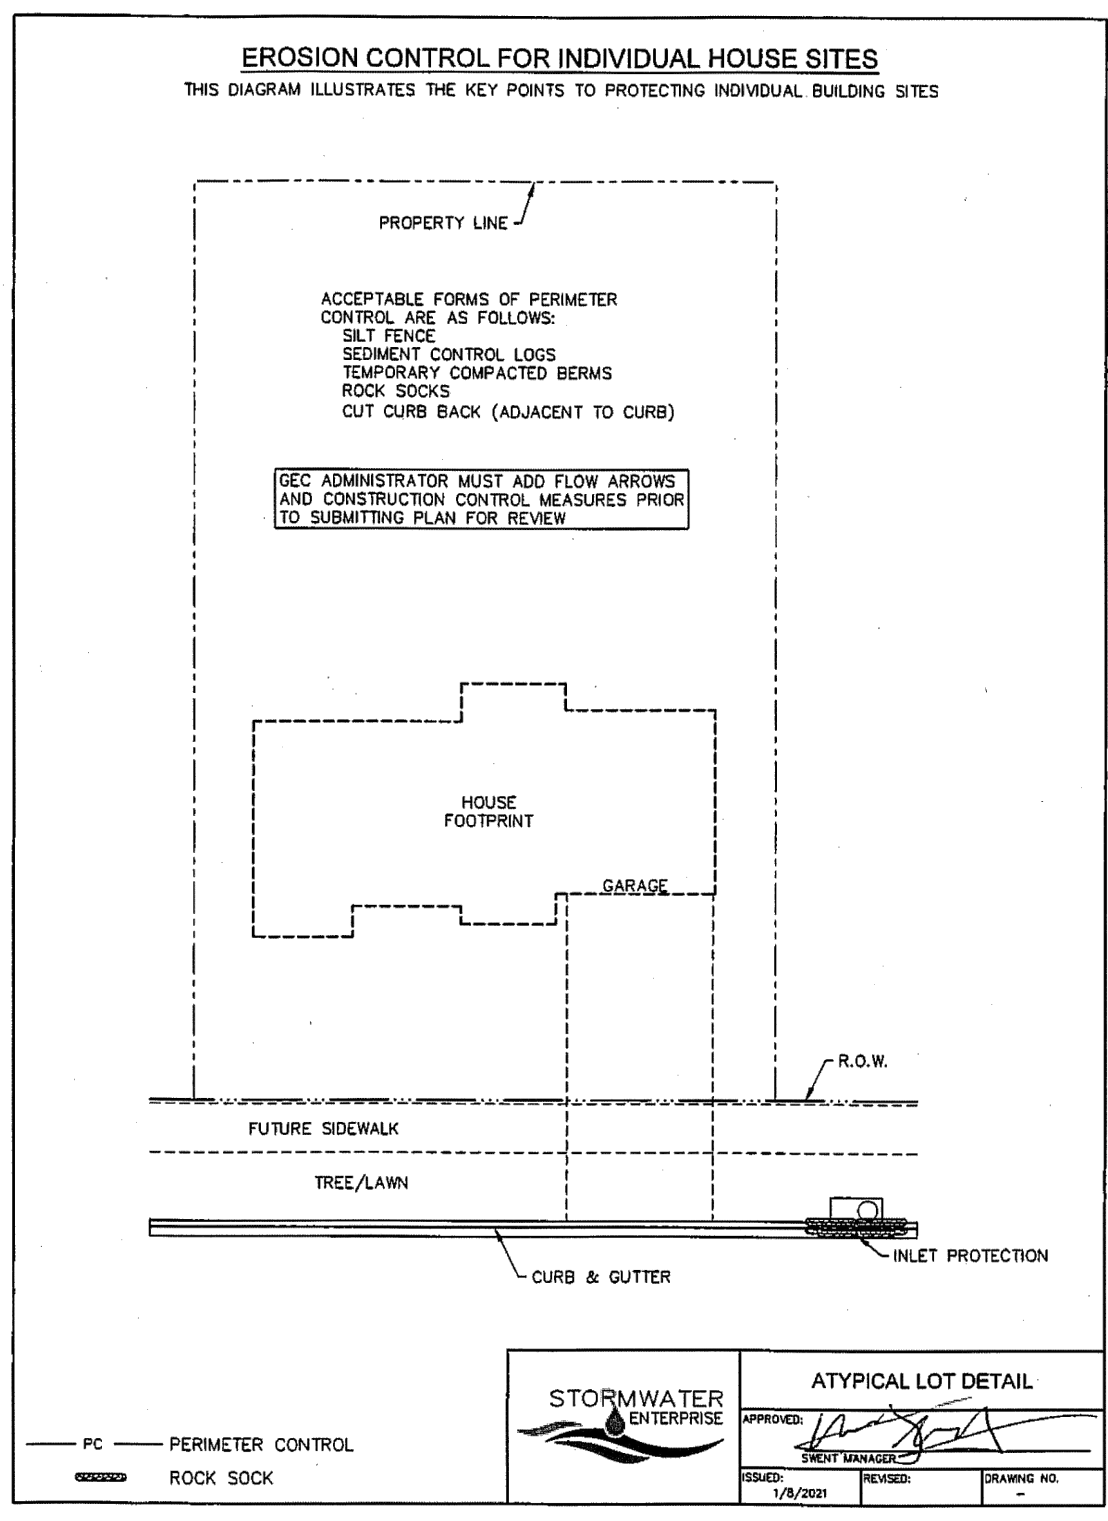 EROSION CONTROL FOR INDIVIDUAL HOUSE SITES
THIS DIAGRAM ILLUSTRATES THE KEY POINTS TO PROTECTING INDIVIDUAL BUILDING SITES
PROPERTY LINE
ACCEPTABLE FORMS OF PERIMETER
CONTROL ARE AS FOLLOWS:
SILT FENCE
SEDIMENT CONTROL LOGS
TEMPORARY COMPACTED BERMS
ROCK SOCKS
CUT CURB BACK (ADJACENT TO CURB)
GEC ADMINISTRATOR MUST ADD FLOW ARROWS
AND CONSTRUCTION CONTROL MEASURES PRIOR
TO SUBMITTING PLAN FOR REVIEW
HOUSE
FOOTPRINT
GARAGE
R.O.W.
FUTURE SIDEWALK
TREE/LAWN
INLET PROTECTION
CURB & GUTTER
PC PERIMETER CONTROL
ROCK SOCK
STORMWATER
ENTERPRISE
ATYPICAL LOT DETAIL
APPROVED:
SWENT MANAGER
ISSUED:
1/8/2021
REVISED:
DRAWING NO.
–